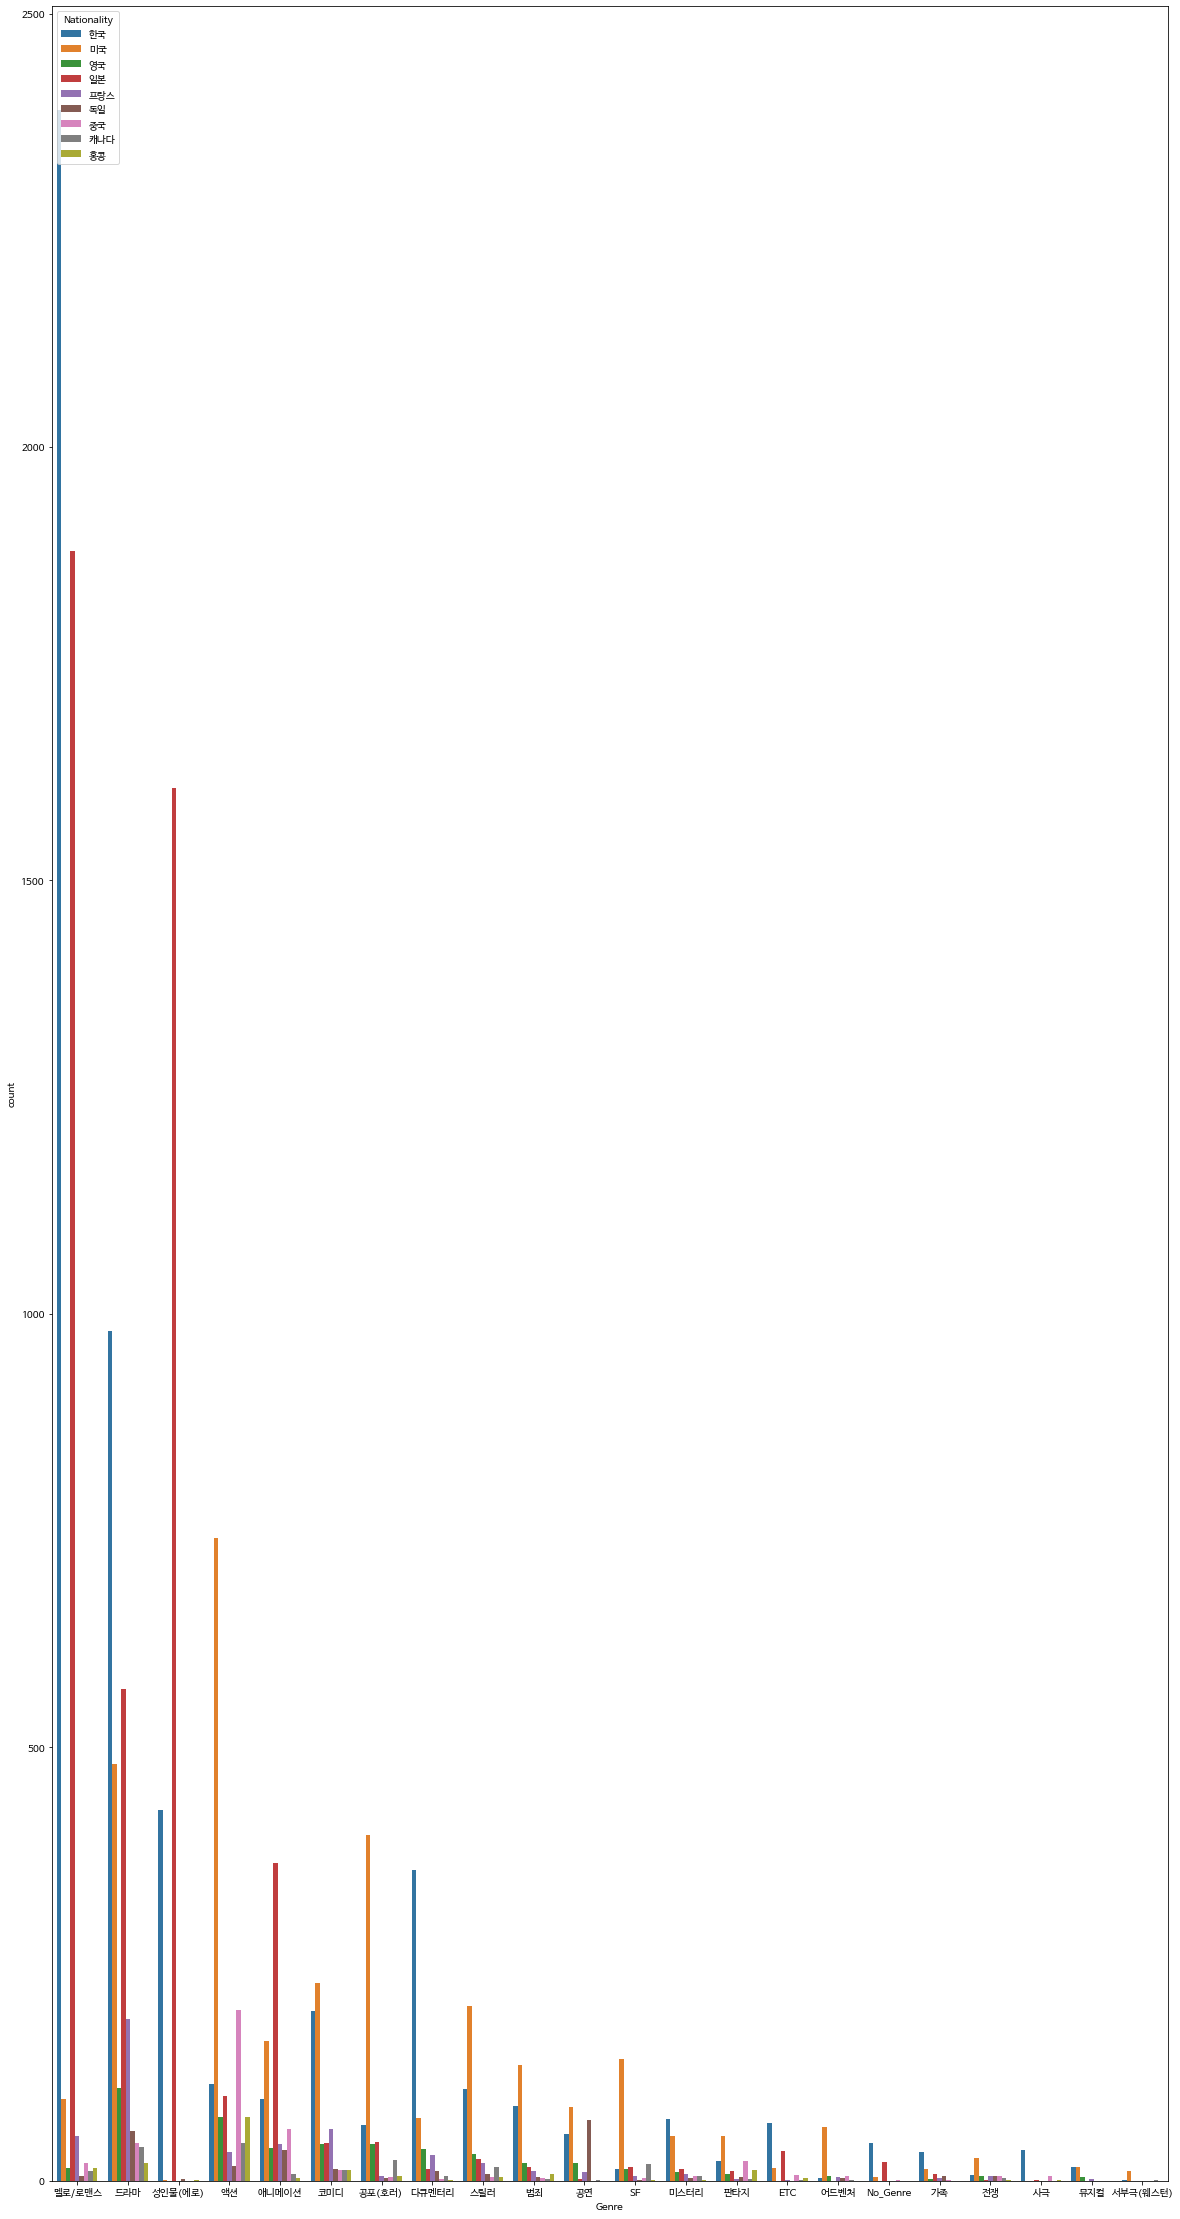 2500
Nationality
한국
미국
영국
일본
프랑스
독일
중국
캐나다
홍콩
2000
1500
count
1000
500
0
멜로/로맨스 드라마 성인물(에로) 액션 애니메이션 코미디 공포(호러) 다큐멘터리 스릴러 범죄 공연 SF 미스터리 판타지 ETC 어드벤처 No_Genre 가족 전쟁 사극 뮤지컬 서부극(웨스턴)
Genre